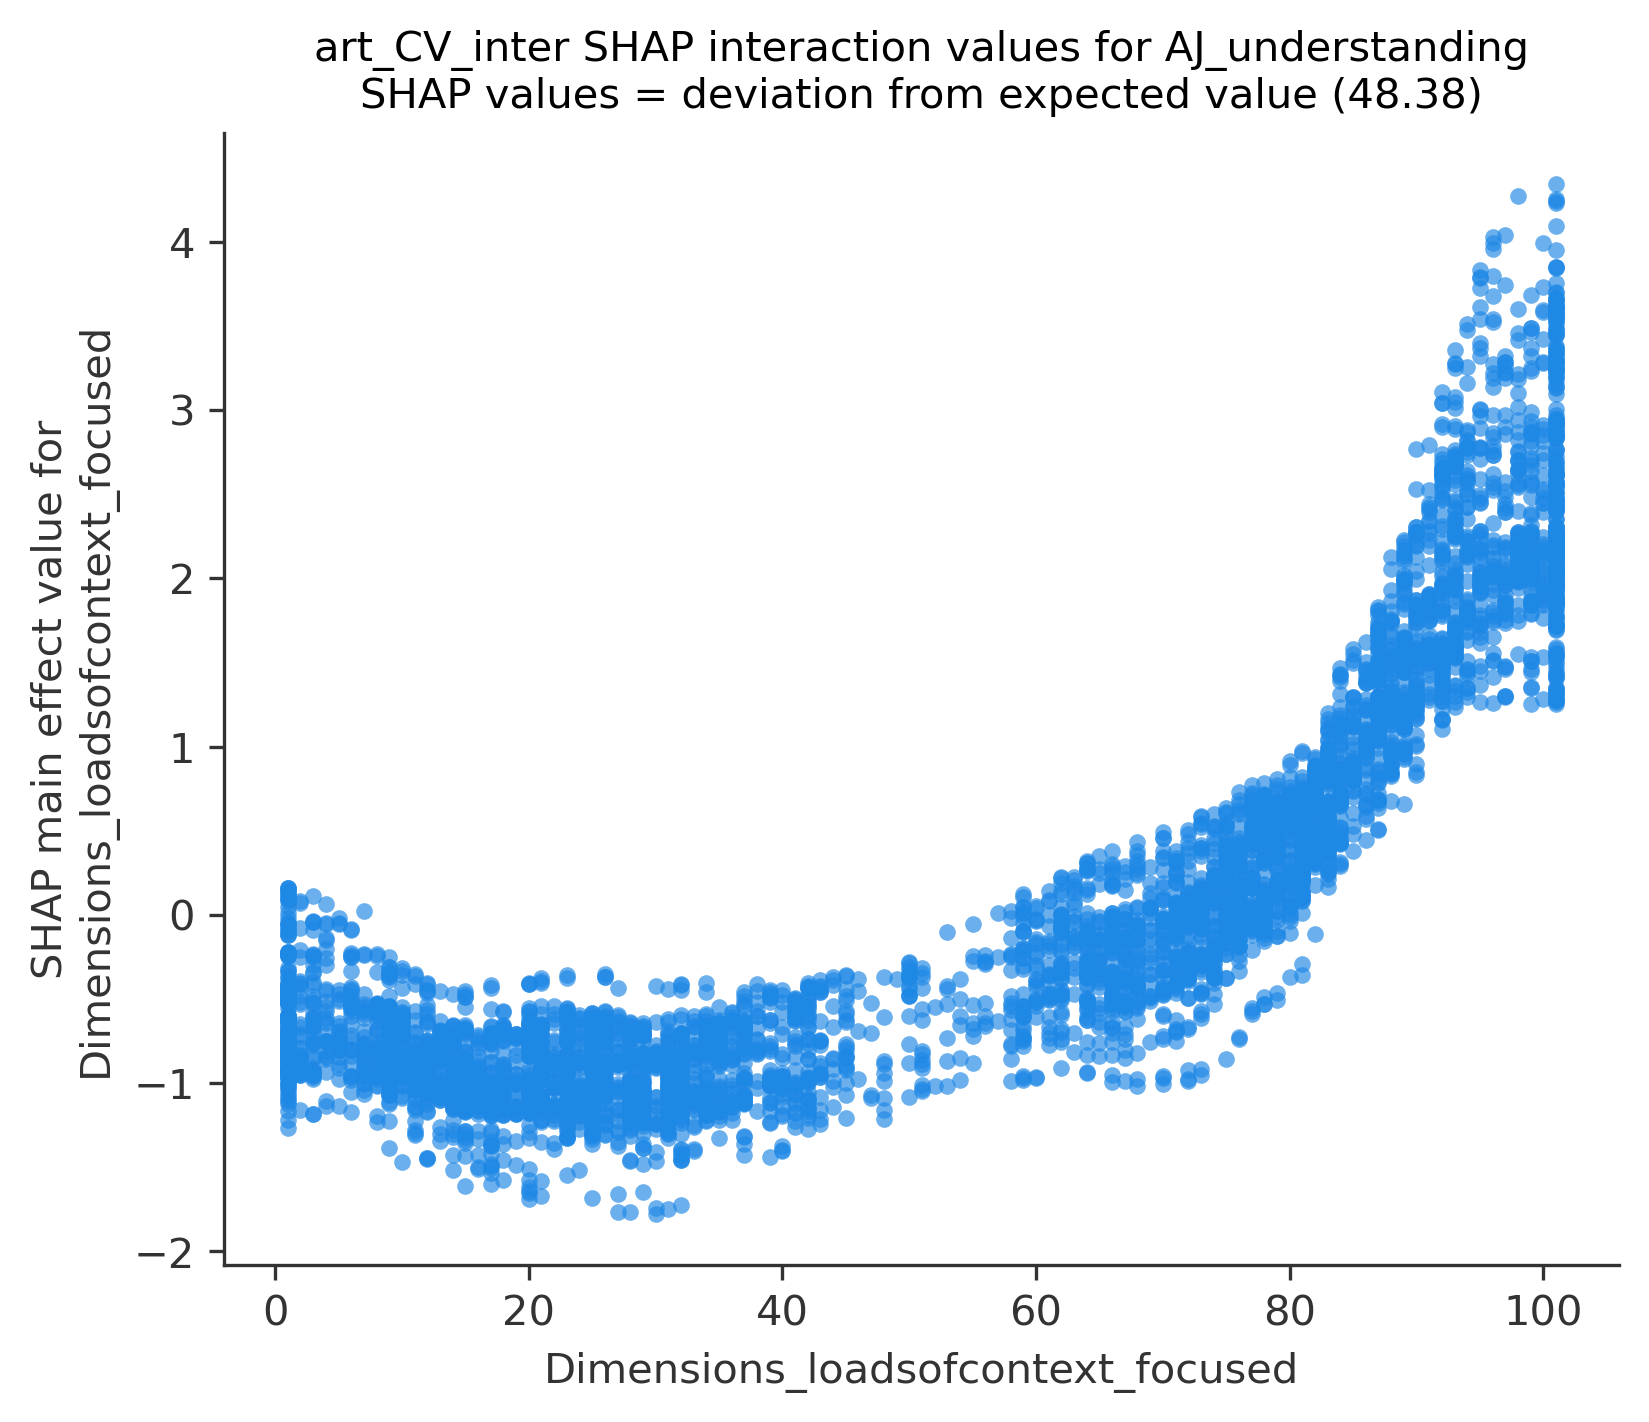 art_CV_inter SHAP interaction values for AJ_understanding
SHAP values = deviation from expected value (48.38)
SHAP main effect value for
Dimensions_loadsofcontext_focused
4
3
2
1
0
−1
−2
0
20
40
60
80
100
Dimensions_loadsofcontext_focused